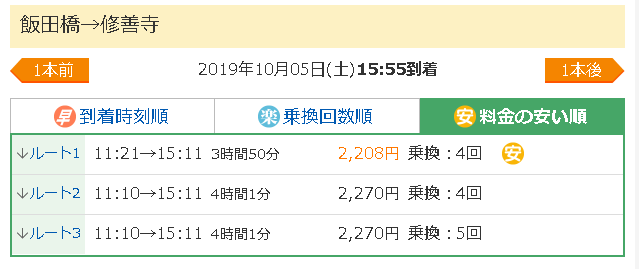 飯田橋→修善寺
1本前 2019年10月05日(土)15:55到着 1本後
早 到着時刻順 楽 乗換回数順 安 料金の安い順
↓ルート1 11:21→15:11 3時間50分 2,208円 乗換:4回 安
↓ルート2 11:10→15:11 4時間1分 2,270円 乗換:4回
↓ルート3 11:10→15:11 4時間1分 2,270円 乗換:5回